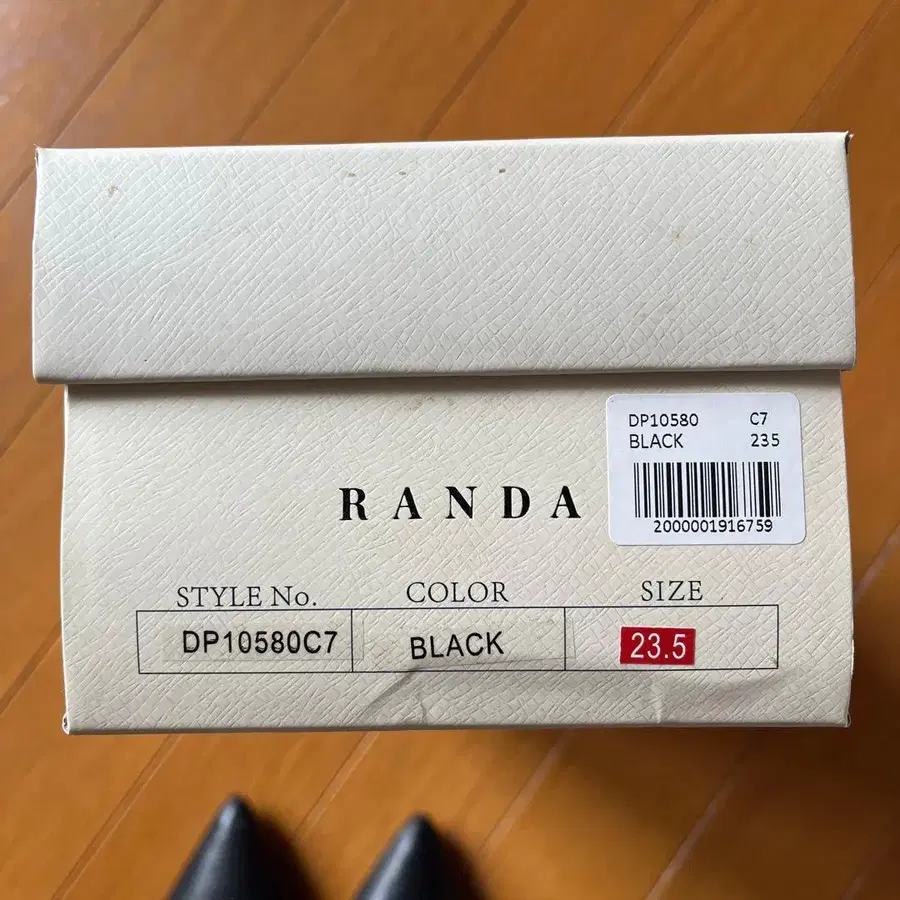 DP10580 C7
BLACK 235
2000001916759
RANDA
STYLE No. COLOR SIZE
DP10580C7 BLACK 23.5